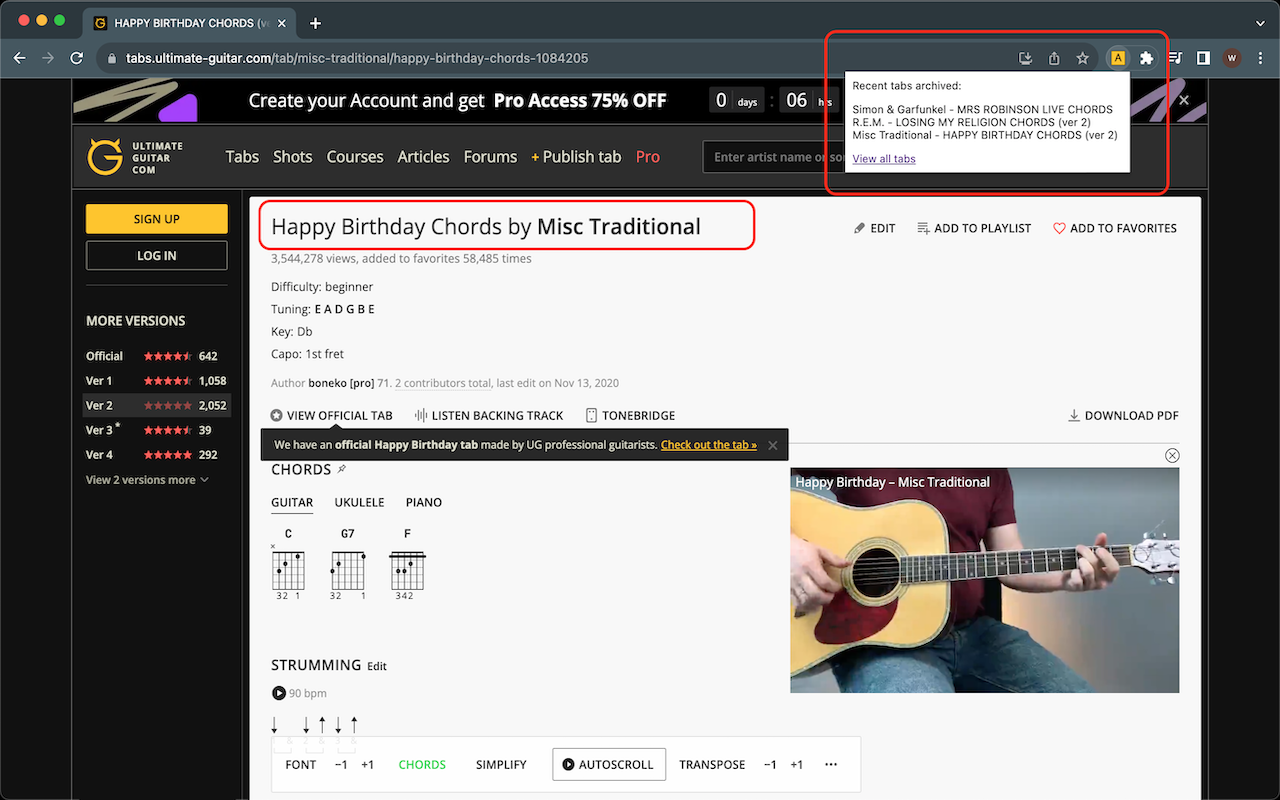 HAPPY BIRTHDAY CHORDS (ve
tabs.ultimate-guitar.com/tab/misc-traditional/happy-birthday-chords-1084205
A
W
Create your Account and get Pro Access 75% OFF
0 days : 06 hrs
Recent tabs archived:
Simon & Garfunkel - MRS ROBINSON LIVE CHORDS
R.E.M. - LOSING MY RELIGION CHORDS (ver 2)
Misc Traditional - HAPPY BIRTHDAY CHORDS (ver 2)
View all tabs
ULTIMATE
GUITAR
COM
Tabs Shots Courses Articles Forums + Publish tab Pro
Enter artist name or so
SIGN UP
LOG IN
MORE VERSIONS
Official 642
Ver 1 1,058
Ver 2 2,052
Ver 3 * 39
Ver 4 292
View 2 versions more
Happy Birthday Chords by Misc Traditional
EDIT ADD TO PLAYLIST ADD TO FAVORITES
3,544,278 views, added to favorites 58,485 times
Difficulty: beginner
Tuning: E A D G B E
Key: Db
Capo: 1st fret
Author boneko [pro] 71. 2 contributors total, last edit on Nov 13, 2020
VIEW OFFICIAL TAB LISTEN BACKING TRACK TONEBRIDGE DOWNLOAD PDF
We have an official Happy Birthday tab made by UG professional guitarists. Check out the tab »
CHORDS
GUITAR UKULELE PIANO
C G7 F
x
32 1 32 1 342
Happy Birthday – Misc Traditional
STRUMMING Edit
90 bpm
FONT −1 +1 CHORDS SIMPLIFY AUTOSCROLL TRANSPOSE −1 +1